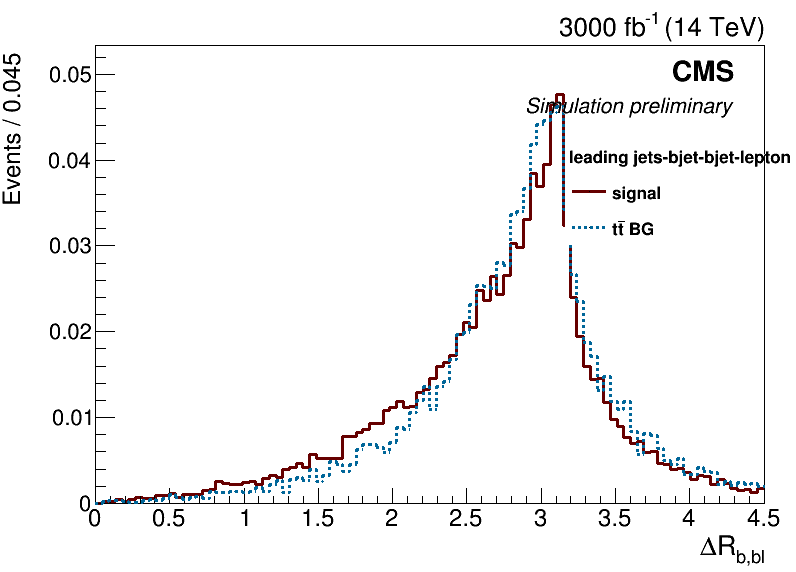 3000 fb⁻¹ (14 TeV)
Events / 0.045
CMS
Simulation preliminary
leading jets-bjet-bjet-lepton
signal
tt̄ BG
0.05
0.04
0.03
0.02
0.01
0
0 0.5 1 1.5 2 2.5 3 3.5 4 4.5
ΔR_b,bl